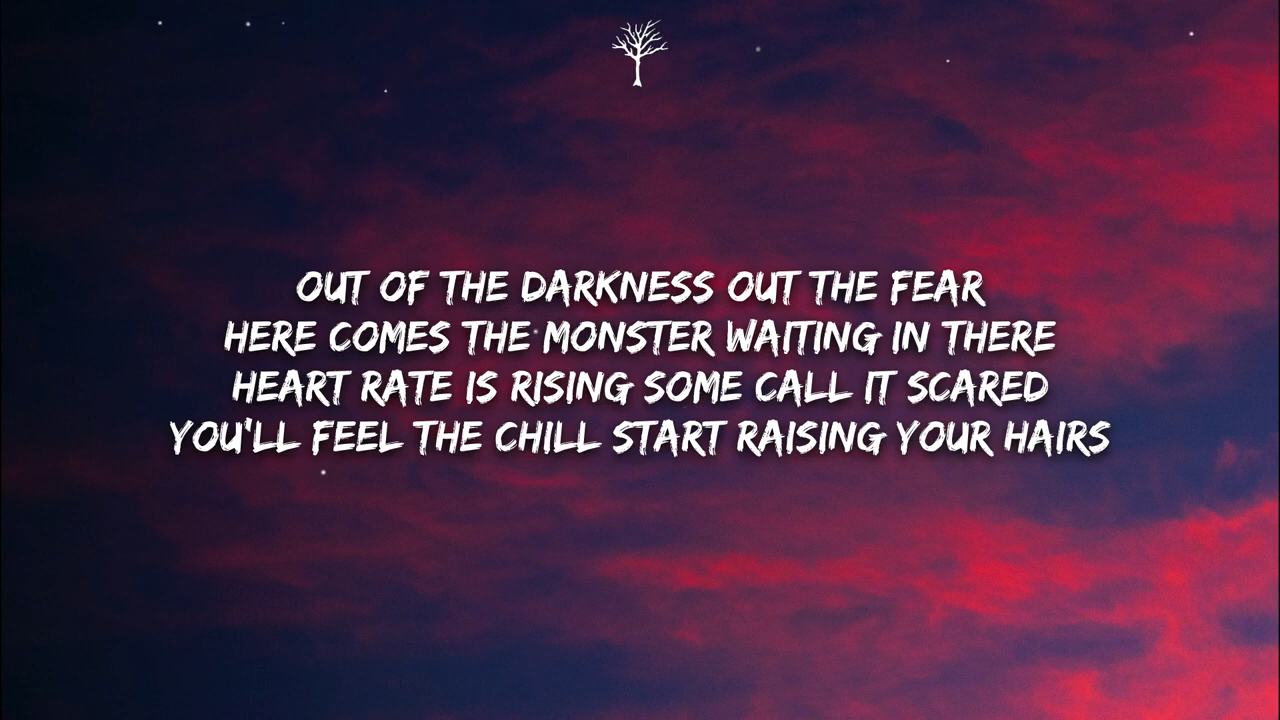 OUT OF THE DARKNESS OUT THE FEAR
HERE COMES THE MONSTER WAITING IN THERE
HEART RATE IS RISING SOME CALL IT SCARED
YOU'LL FEEL THE CHILL START RAISING YOUR HAIRS